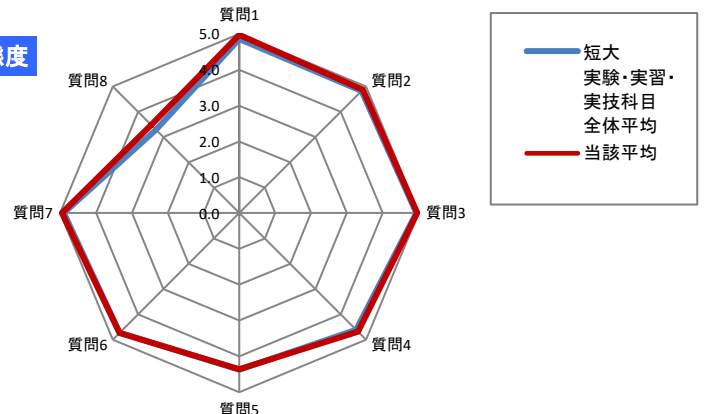 質問1
5.0
度
質問8
4.0
質問2
3.0
2.0
1.0
質問7
0.0
質問3
質問6
質問4
質問5
短大
実験・実習・
実技科目
全体平均
当該平均